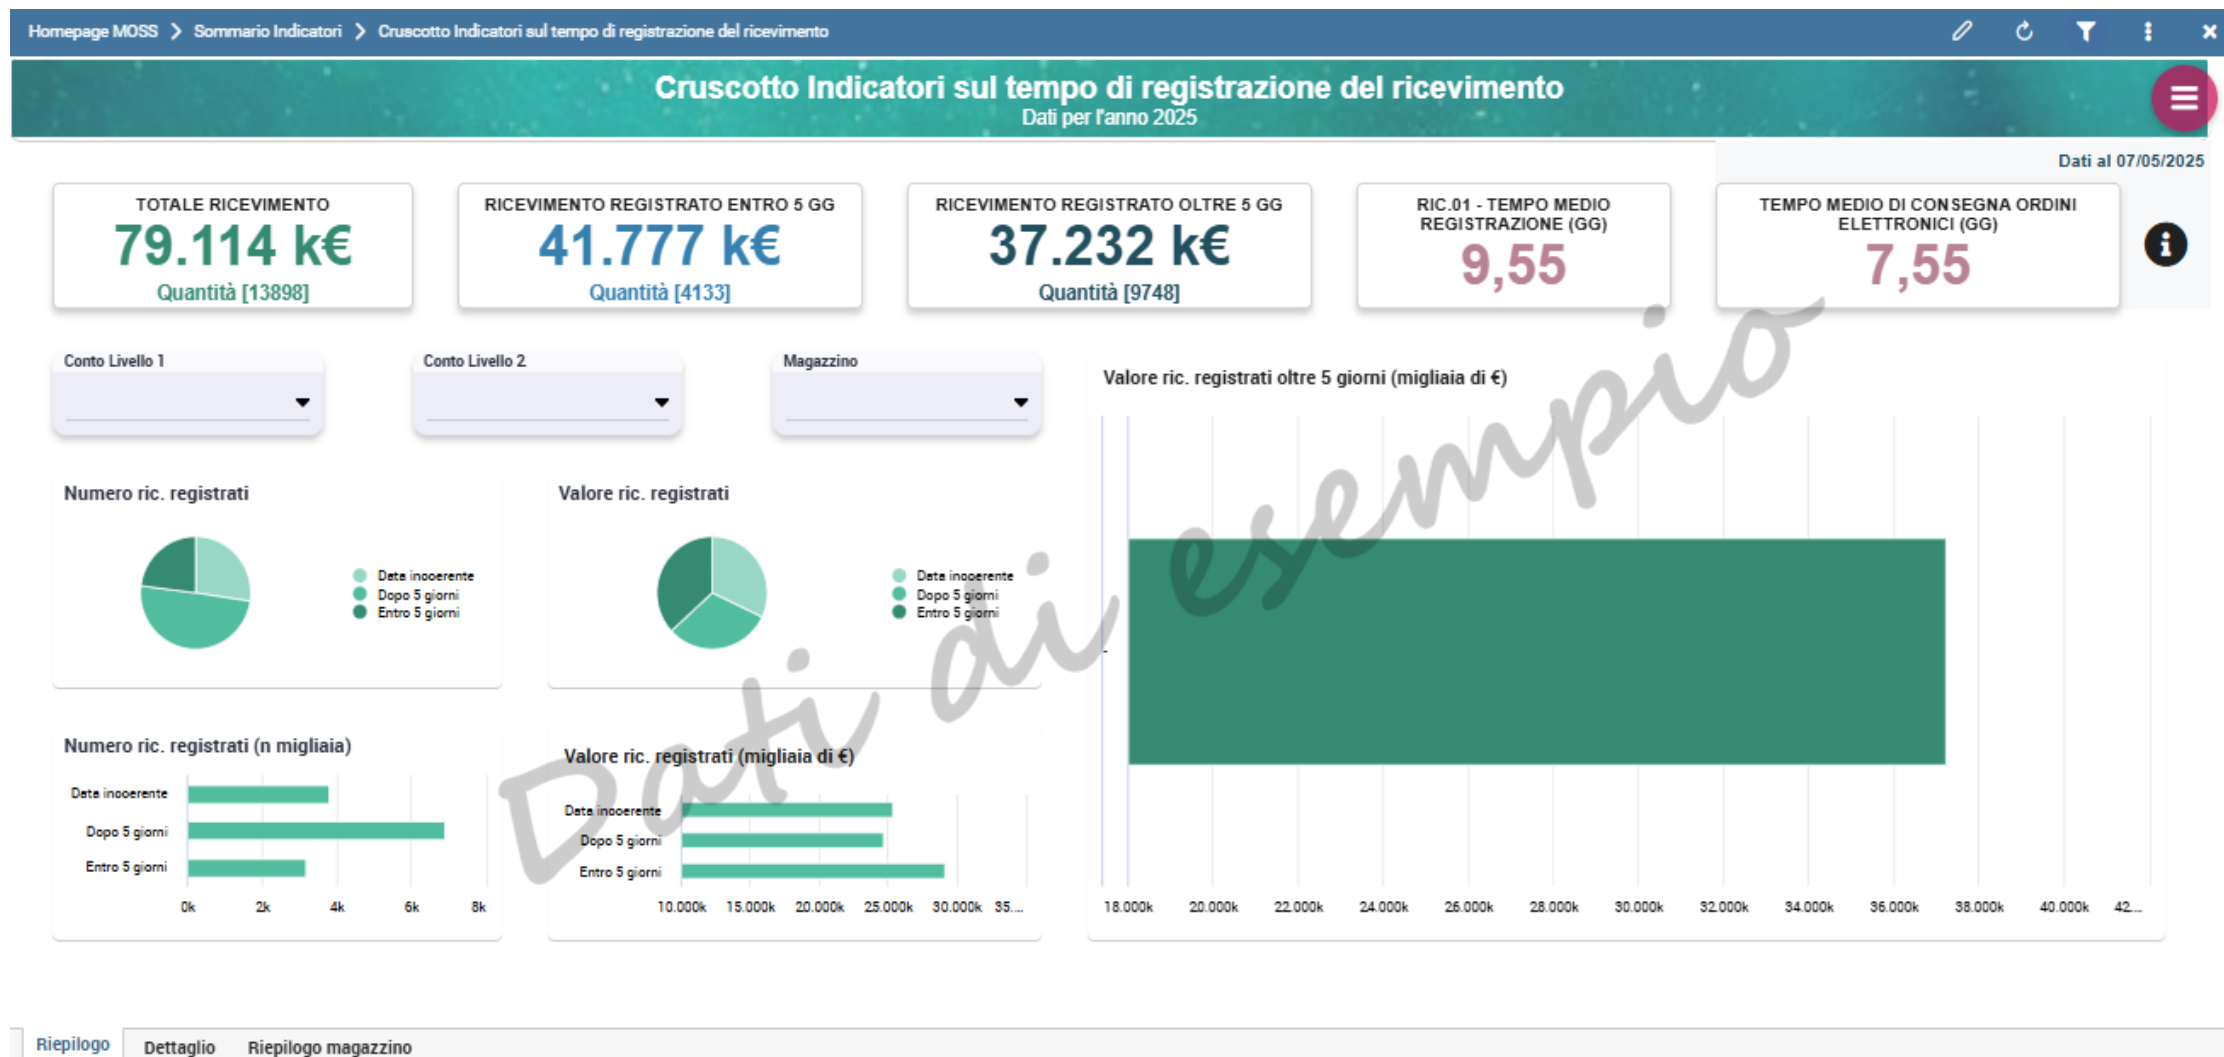 Homepage MOSS > Sommario Indicatori > Cruscotto Indicatori sul tempo di registrazione del ricevimento
Cruscotto Indicatori sul tempo di registrazione del ricevimento
Dati per l'anno 2025
Dati al 07/05/2025
TOTALE RICEVIMENTO
79.114 k€
Quantità [13898]
RICEVIMENTO REGISTRATO ENTRO 5 GG
41.777 k€
Quantità [4133]
RICEVIMENTO REGISTRATO OLTRE 5 GG
37.232 k€
Quantità [9748]
RIC.01 - TEMPO MEDIO
REGISTRAZIONE (GG)
9,55
TEMPO MEDIO DI CONSEGNA ORDINI
ELETTRONICI (GG)
7,55
Conto Livello 1
Conto Livello 2
Magazzino
Numero ric. registrati
Data incoerente
Dopo 5 giorni
Entro 5 giorni
Valore ric. registrati
Data incoerente
Dopo 5 giorni
Entro 5 giorni
Numero ric. registrati (n migliaia)
Data incoerente
Dopo 5 giorni
Entro 5 giorni
0k 2k 4k 6k 8k
Valore ric. registrati (migliaia di €)
Data incoerente
Dopo 5 giorni
Entro 5 giorni
10.000k 15.000k 20.000k 25.000k 30.000k 35....
Valore ric. registrati oltre 5 giorni (migliaia di €)
-
18.000k 20.000k 22.000k 24.000k 26.000k 28.000k 30.000k 32.000k 34.000k 36.000k 38.000k 40.000k 42....
Dati di esempio
Riepilogo Dettaglio Riepilogo magazzino